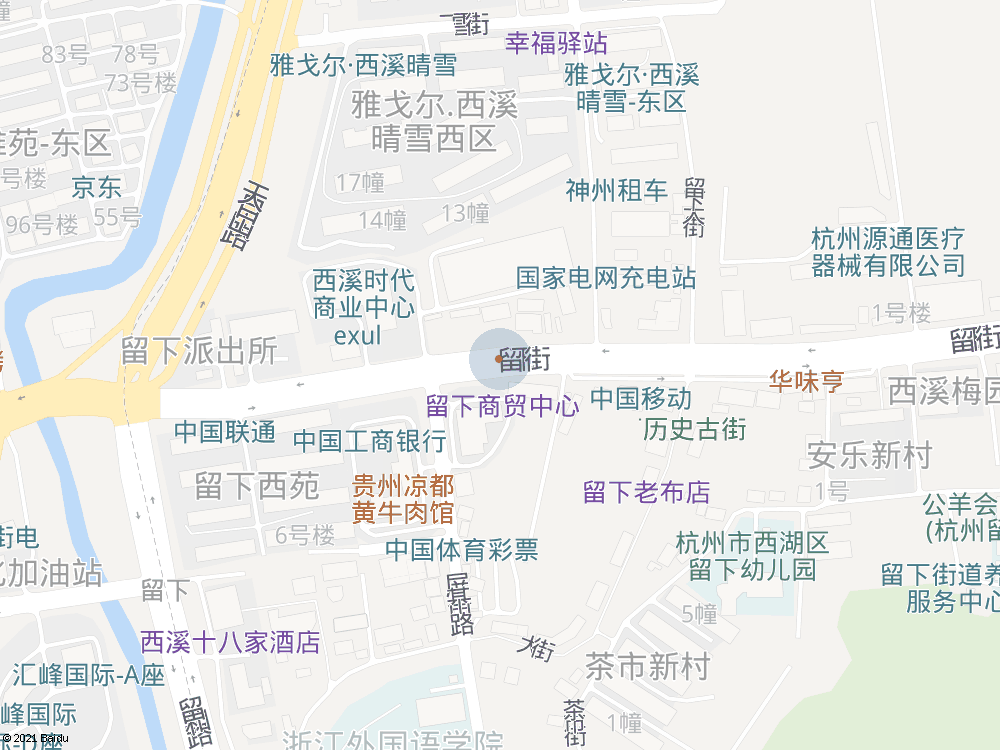 雪街
幸福驿站
83号
78号
73号楼
雅戈尔·西溪晴雪
雅戈尔·西溪
晴雪-东区
雅戈尔.西溪
晴雪西区
苑-东区
号楼
京东
55号
96号楼
17幢
14幢
13幢
神州租车
留下街
杭州源通医疗
器械有限公司
西溪时代
商业中心
exul
国家电网充电站
1号楼
留下派出所
留街
华味亨
西溪梅园
留下商贸中心
中国移动
历史古街
中国联通
中国工商银行
安乐新村
留下西苑
贵州凉都
黄牛肉馆
留下老布店
1号
公羊会
(杭州留
6号楼
街电
中国体育彩票
杭州市西湖区
留下幼儿园
加油站
留下
留下街道养
服务中心
5幢
西溪十八家酒店
大街
茶市新村
汇峰国际-A座
峰国际
1幢
浙江外国语学院
© 2021 Baidu